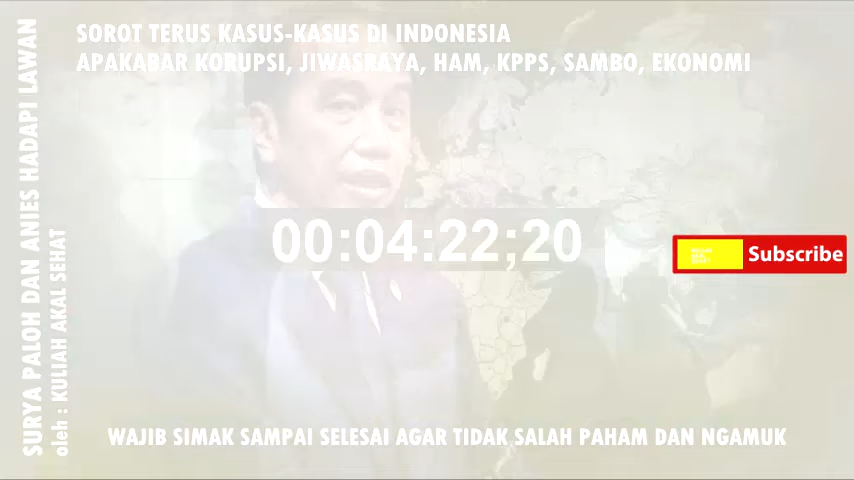 SOROT TERUS KASUS-KASUS DI INDONESIA
APAKABAR KORUPSI, JIWASRAYA, HAM, KPPS, SAMBO, EKONOMI
SURYA PALOH DAN ANIES HADAPI LAWAN
oleh : KULIAH AKAL SEHAT
00:04:22;20
Subscribe
WAJIB SIMAK SAMPAI SELESAI AGAR TIDAK SALAH PAHAM DAN NGAMUK